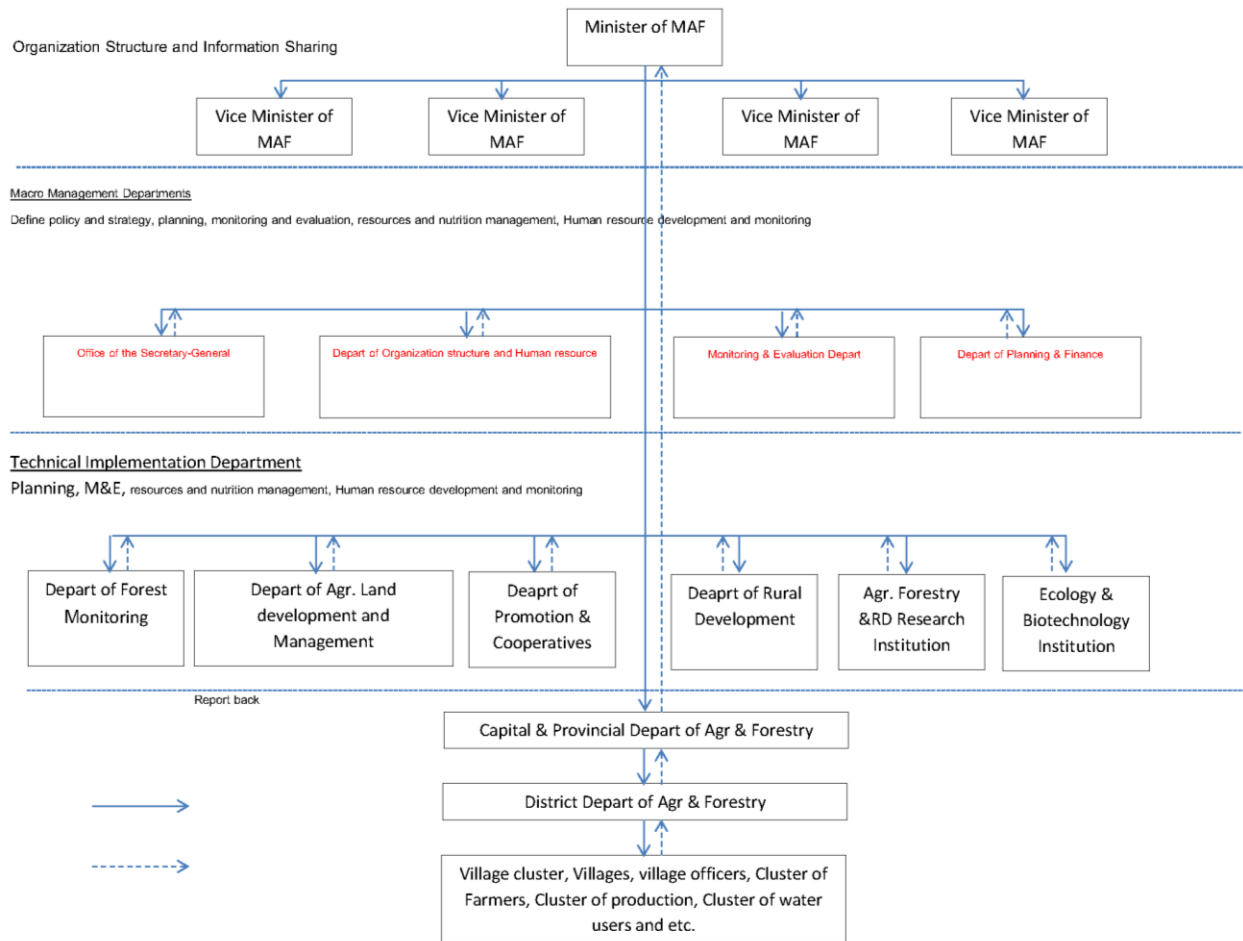 Minister of MAF
Organization Structure and Information Sharing
Vice Minister of
MAF
Vice Minister of
MAF
Vice Minister of
MAF
Vice Minister of
MAF
Macro Management Departments
Define policy and strategy, planning, monitoring and evaluation, resources and nutrition management, Human resource development and monitoring
Office of the Secretary-General
Depart of Organization structure and Human resource
Monitoring & Evaluation Depart
Depart of Planning & Finance
Technical Implementation Department
Planning, M&E, resources and nutrition management, Human resource development and monitoring
Depart of Forest
Monitoring
Depart of Agr. Land
development and
Management
Deaprt of
Promotion &
Cooperatives
Deaprt of Rural
Development
Agr. Forestry
&RD Research
Institution
Ecology &
Biotechnology
Institution
Report back
Capital & Provincial Depart of Agr & Forestry
District Depart of Agr & Forestry
Village cluster, Villages, village officers, Cluster of
Farmers, Cluster of production, Cluster of water
users and etc.